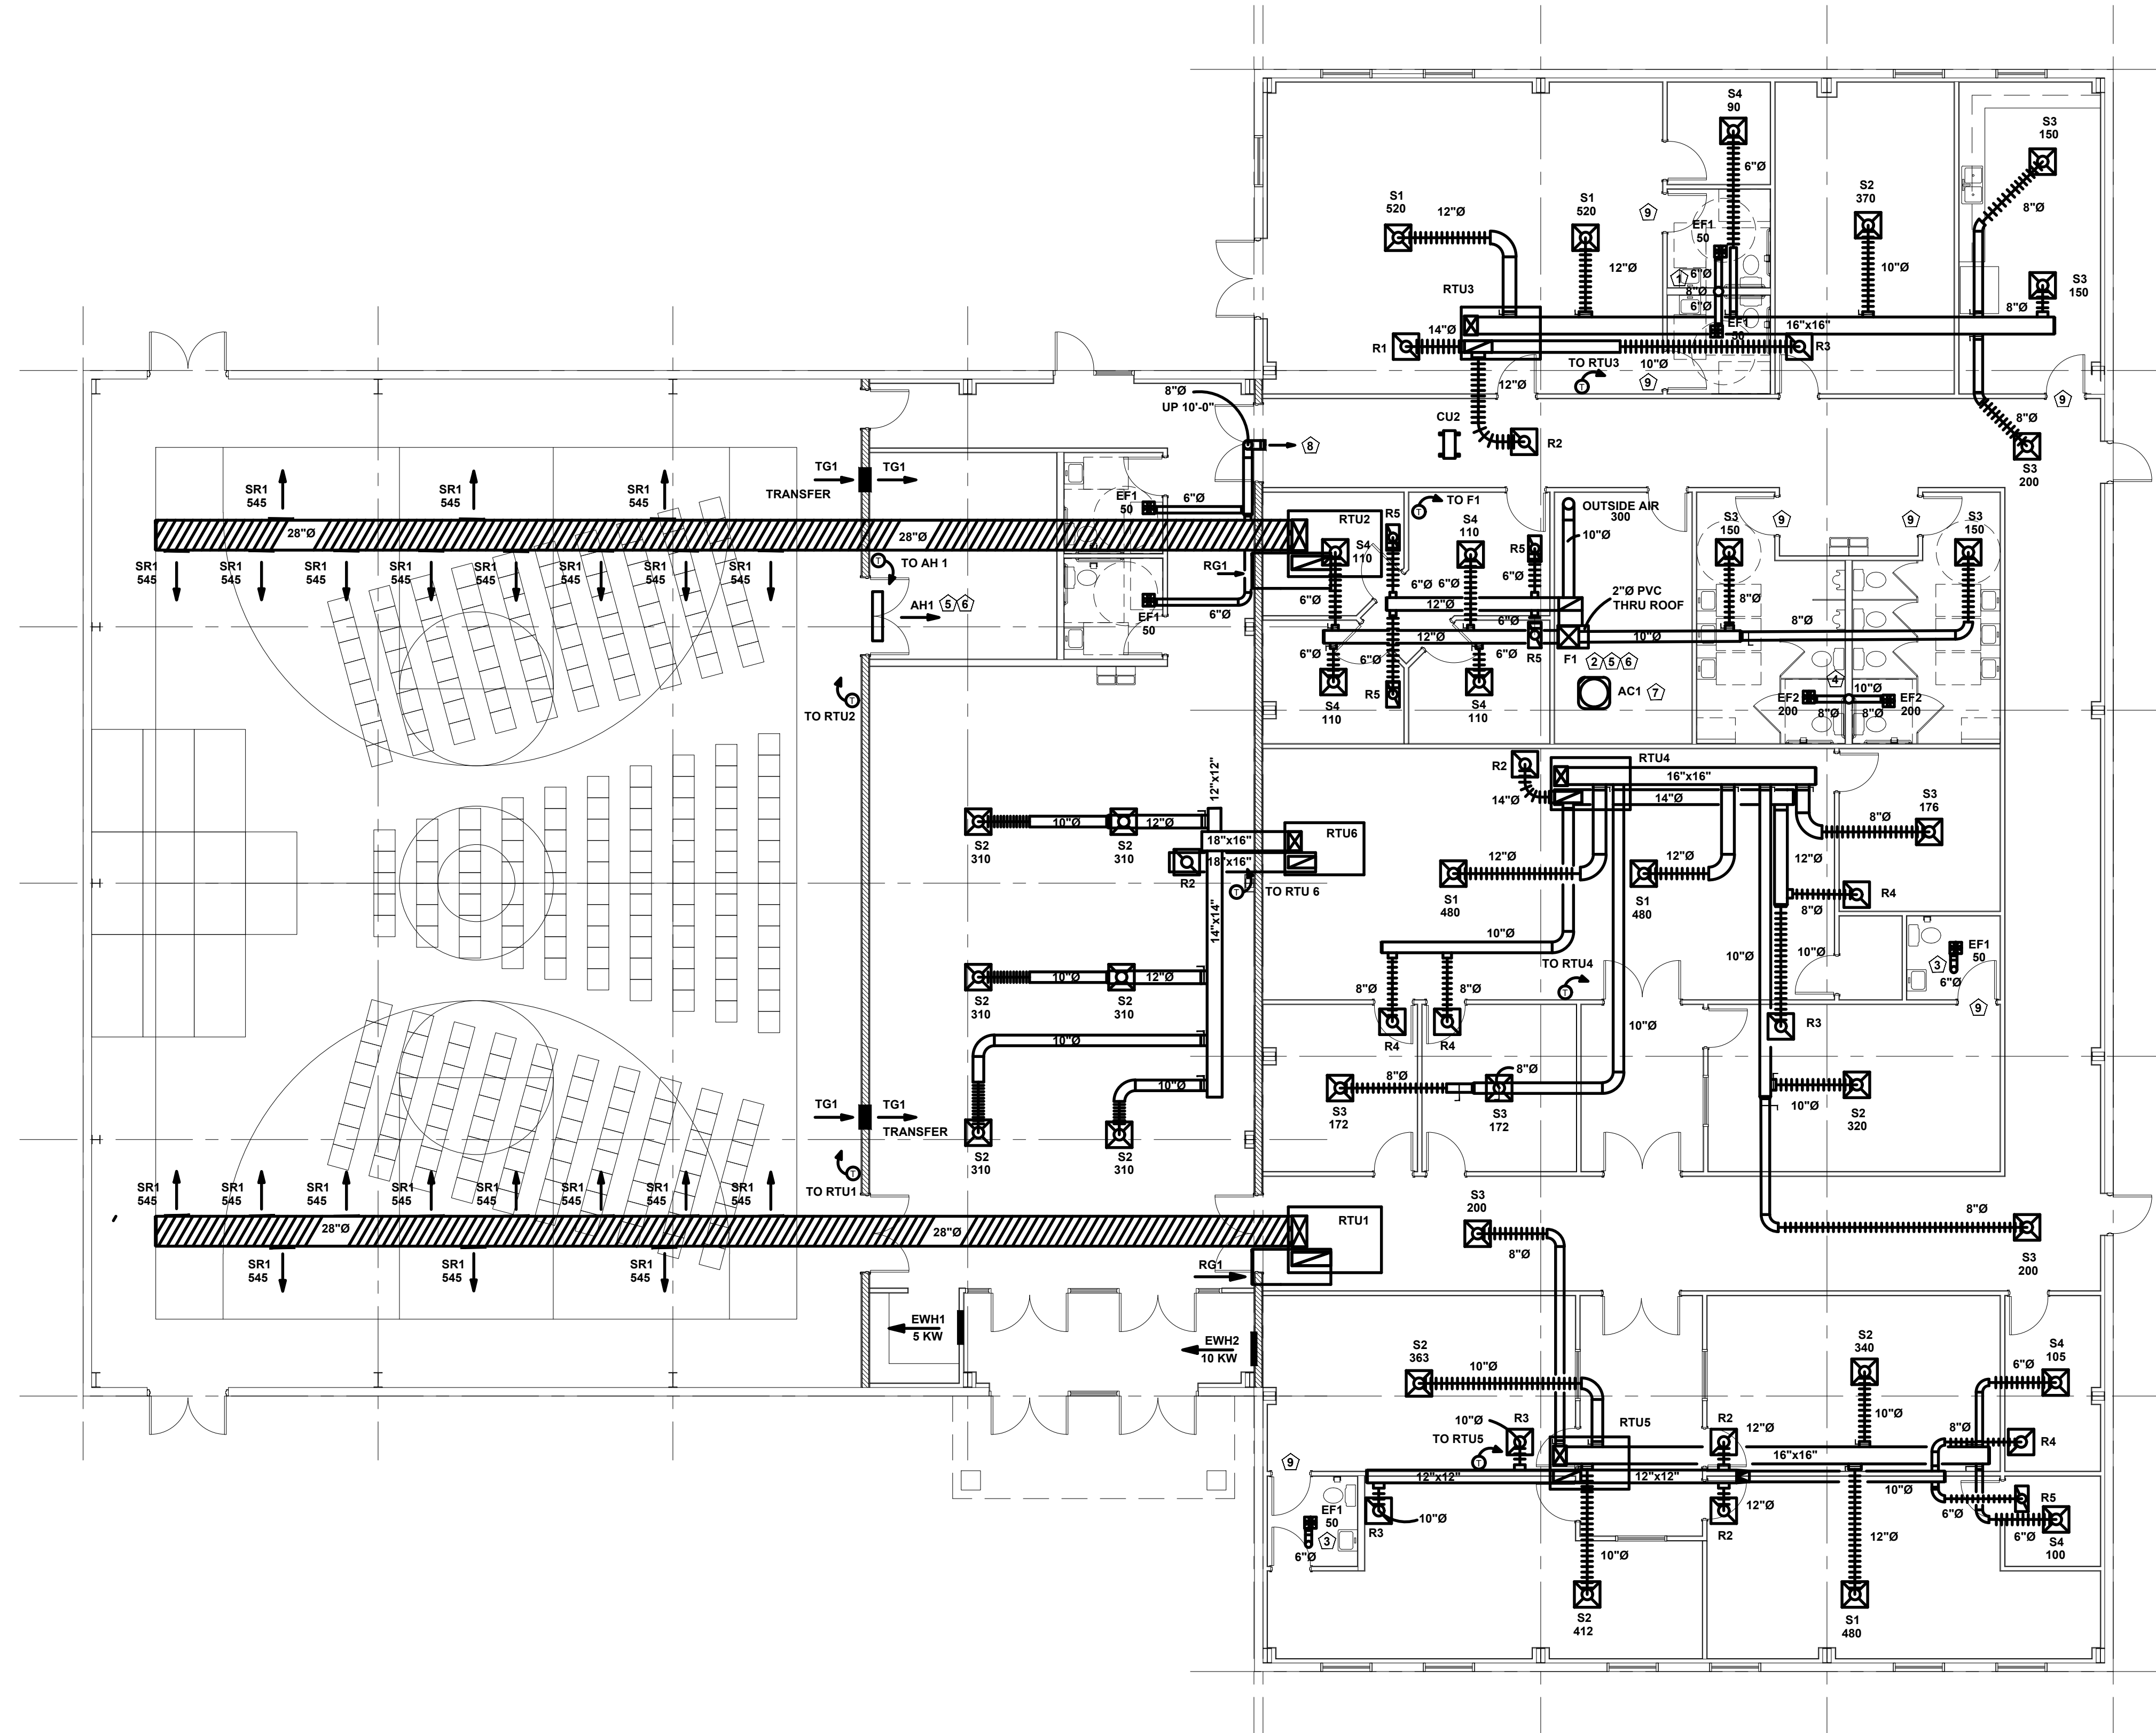 S4
90
S3
150
6"Ø
S1
520
12"Ø
S1
520
9
S2
370
8"Ø
EF1
50
12"Ø
10"Ø
1
6"Ø
8"Ø
6"Ø
S3
150
RTU3
8"Ø
14"Ø
EF1
50
16"x16"
R1
R3
TO RTU3
10"Ø
T
12"Ø
9
9
8"Ø
UP 10'-0"
CU2
R2
8
8"Ø
S3
200
TG1
TG1
TRANSFER
SR1
545
SR1
545
SR1
545
EF1
50
6"Ø
28"Ø
28"Ø
RTU2
R5
T
TO F1
S4
110
OUTSIDE AIR
300
S3
150
9
9
S3
150
10"Ø
S4
110
R5
SR1
545
SR1
545
SR1
545
SR1
545
SR1
545
SR1
545
SR1
545
SR1
545
T
TO AH 1
RG1
6"Ø
6"Ø
6"Ø
2"Ø PVC
THRU ROOF
8"Ø
AH1
5
6
EF1
50
6"Ø
6"Ø
12"Ø
6"Ø
8"Ø
12"Ø
10"Ø
6"Ø
6"Ø
6"Ø
R5
F1
2
5
6
R5
AC1
7
4
10"Ø
EF2
200
EF2
200
8"Ø
8"Ø
S4
110
S4
110
T
TO RTU2
12"x12"
R2
RTU4
16"x16"
14"Ø
14"Ø
S3
176
8"Ø
10"Ø
12"Ø
S2
310
S2
310
18"x16"
RTU6
18"x16"
R2
T
TO RTU 6
12"Ø
12"Ø
12"Ø
S1
480
S1
480
R4
8"Ø
14"x14"
10"Ø
10"Ø
10"Ø
EF1
50
3
6"Ø
TO RTU4
T
9
10"Ø
12"Ø
S2
310
S2
310
8"Ø
8"Ø
R4
R4
R3
10"Ø
10"Ø
10"Ø
8"Ø
8"Ø
S3
172
S3
172
10"Ø
S2
320
TG1
TG1
TRANSFER
S2
310
S2
310
T
TO RTU1
SR1
545
SR1
545
SR1
545
SR1
545
SR1
545
SR1
545
SR1
545
SR1
545
28"Ø
28"Ø
RTU1
S3
200
8"Ø
8"Ø
S3
200
SR1
545
SR1
545
SR1
545
RG1
EWH1
5 KW
EWH2
10 KW
S2
363
10"Ø
S2
340
S4
105
6"Ø
10"Ø
10"Ø
R3
RTU5
R2
12"Ø
8"Ø
R4
TO RTU5
T
9
12"x12"
12"x12"
16"x16"
10"Ø
R5
EF1
50
3
6"Ø
R3
10"Ø
12"Ø
R2
6"Ø
6"Ø
S4
100
12"Ø
10"Ø
S2
412
S1
480